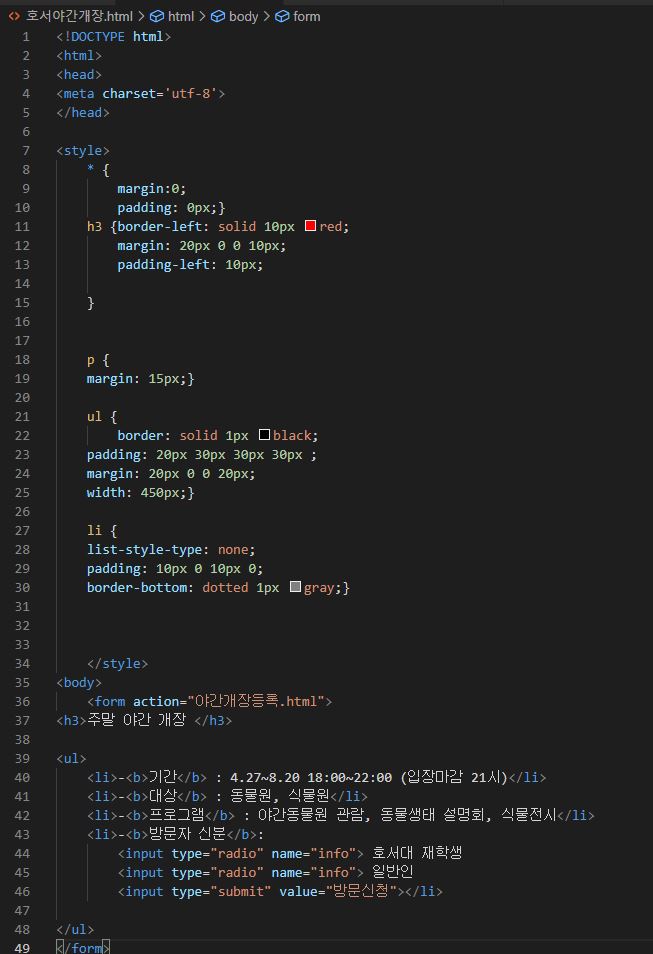 호서야간개장.html > html > body > form
1 <!DOCTYPE html>
2 <html>
3 <head>
4 <meta charset='utf-8'>
5 </head>
6
7 <style>
8     * {
9         margin:0;
10         padding: 0px;}
11     h3 {border-left: solid 10px red;
12         margin: 20px 0 0 10px;
13         padding-left: 10px;
14
15     }
16
17
18     p {
19     margin: 15px;}
20
21     ul {
22         border: solid 1px black;
23     padding: 20px 30px 30px 30px ;
24     margin: 20px 0 0 20px;
25     width: 450px;}
26
27     li {
28     list-style-type: none;
29     padding: 10px 0 10px 0;
30     border-bottom: dotted 1px gray;}
31
32
33
34     </style>
35 <body>
36     <form action="야간개장등록.html">
37 <h3>주말 야간 개장 </h3>
38
39 <ul>
40     <li>-<b>기간</b> : 4.27~8.20 18:00~22:00 (입장마감 21시)</li>
41     <li>-<b>대상</b> : 동물원, 식물원</li>
42     <li>-<b>프로그램</b> : 야간동물원 관람, 동물생태 설명회, 식물전시</li>
43     <li>-<b>방문자 신분</b>:
44         <input type="radio" name="info"> 호서대 재학생
45         <input type="radio" name="info"> 일반인
46         <input type="submit" value="방문신청"></li>
47
48 </ul>
49 </form>